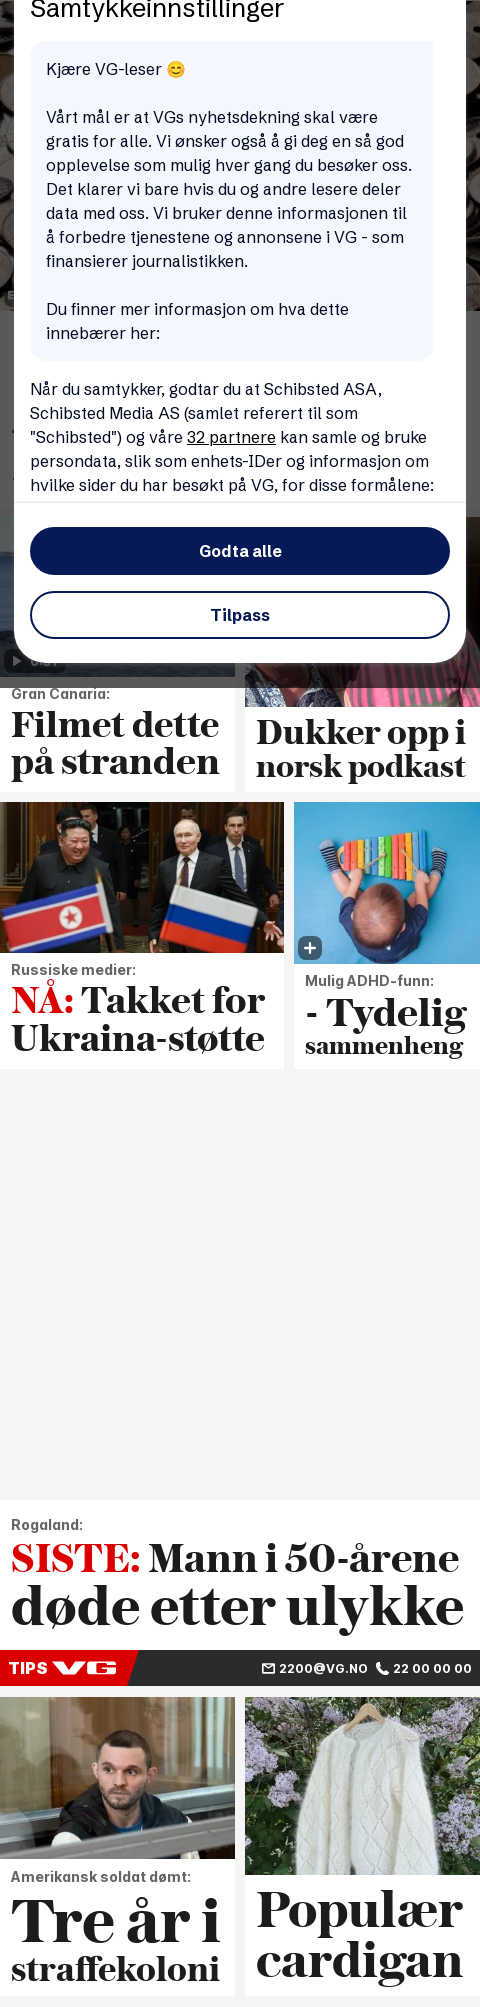 Samtykkeinnstillinger
Kjære VG-leser 😊
Vårt mål er at VGs nyhetsdekning skal være
gratis for alle. Vi ønsker også å gi deg en så god
opplevelse som mulig hver gang du besøker oss.
Det klarer vi bare hvis du og andre lesere deler
data med oss. Vi bruker denne informasjonen til
å forbedre tjenestene og annonsene i VG - som
finansierer journalistikken.
Du finner mer informasjon om hva dette
innebærer her:
Når du samtykker, godtar du at Schibsted ASA,
Schibsted Media AS (samlet referert til som
"Schibsted") og våre 32 partnere kan samle og bruke
persondata, slik som enhets-IDer og informasjon om
hvilke sider du har besøkt på VG, for disse formålene:
Godta alle
Tilpass
Gran Canaria:
Filmet dette
på stranden
Dukker opp i
norsk podkast
Russiske medier:
NÅ: Takket for
Ukraina-støtte
Mulig ADHD-funn:
- Tydelig
sammenheng
Rogaland:
SISTE: Mann i 50-årene
døde etter ulykke
TIPS VG 2200@VG.NO 22 00 00 00
Amerikansk soldat dømt:
Tre år i
straffekoloni
Populær
cardigan